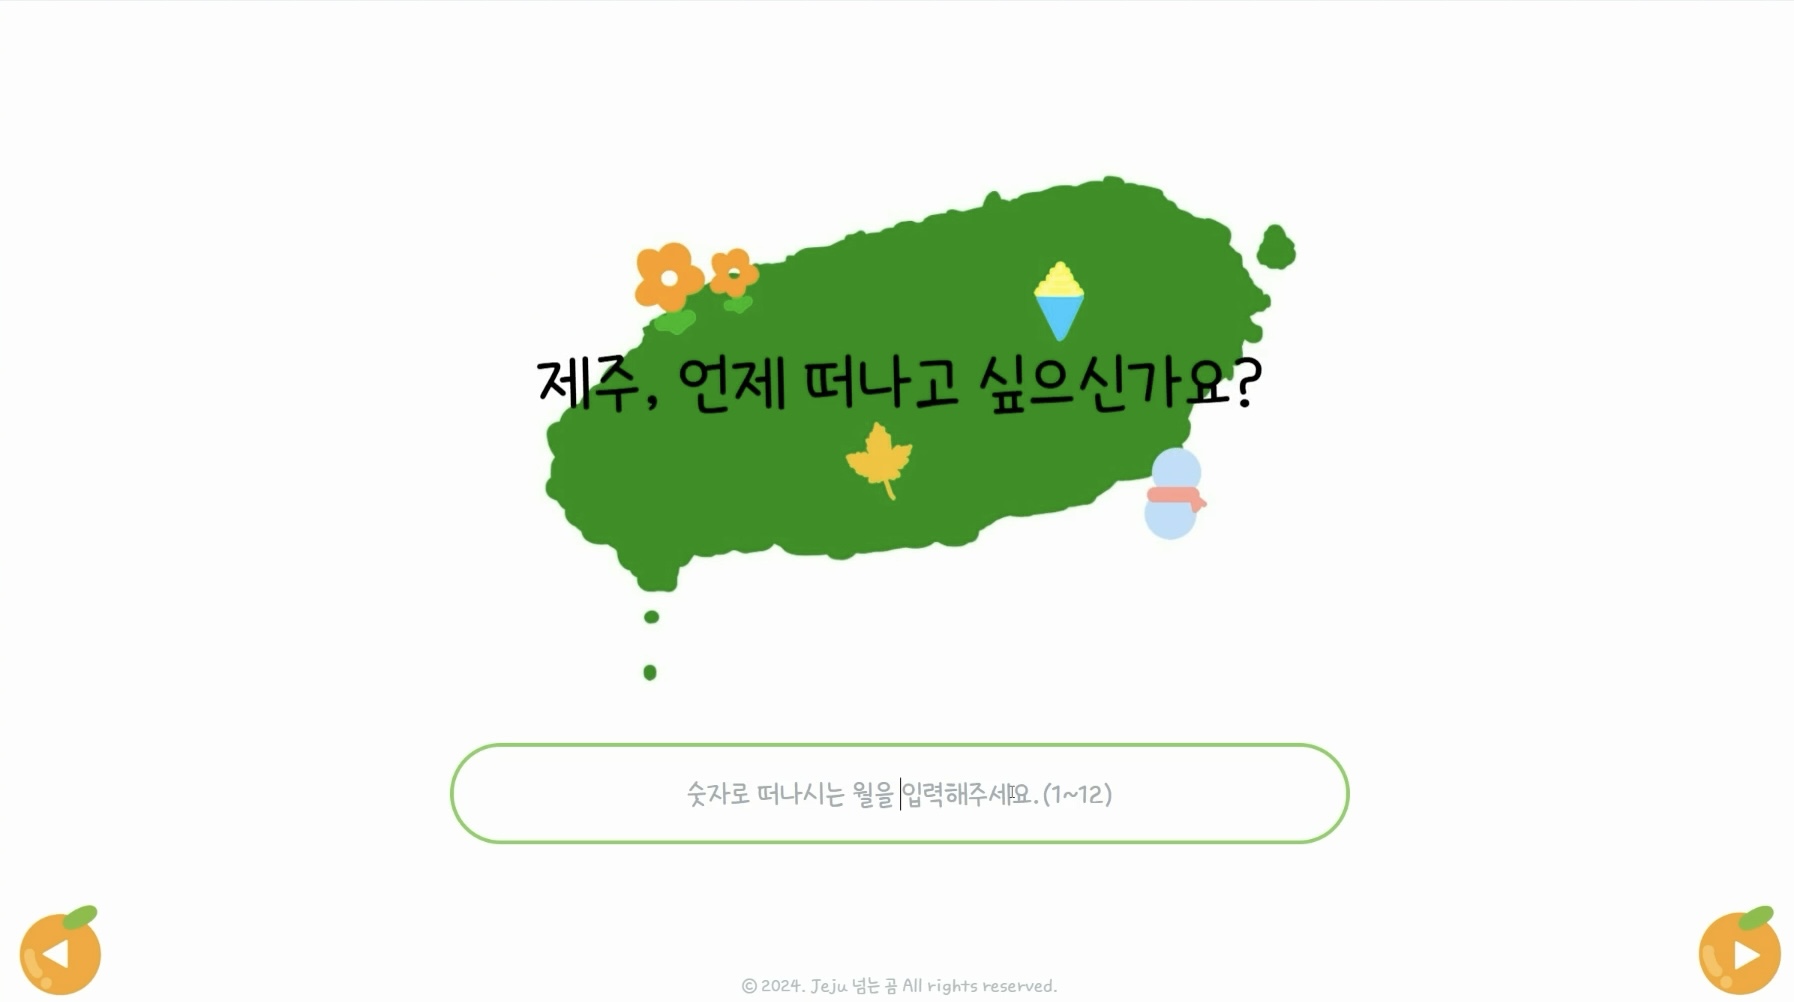 제주, 언제 떠나고 싶으신가요?
숫자로 떠나시는 월을 입력해주세요.(1~12)
© 2024. Jeju 넘는 곰 All rights reserved.